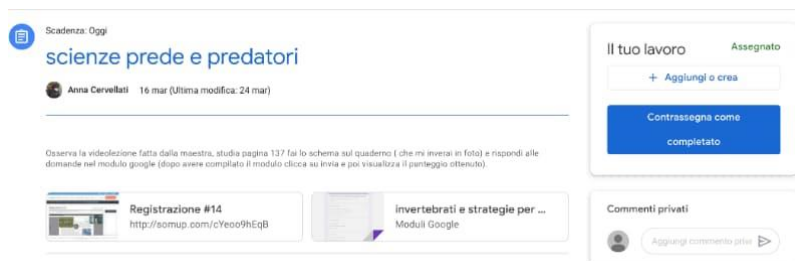 Scadenza: Oggi
scienze prede e predatori
Anna Cervellati 16 mar (Ultima modifica: 24 mar)
Osserva la videolezione fatta dalla maestra, studia pagina 137 fai lo schema sul quaderno ( che mi inverai in foto) e rispondi alle
domande nel modulo google (dopo avere compilato il modulo clicca su invia e poi visualizza il punteggio ottenuto).
Registrazione #14
http://somup.com/cYeoo9hEqB
invertebrati e strategie per ...
Moduli Google
Il tuo lavoro Assegnato
+ Aggiungi o crea
Contrassegna come
completato
Commenti privati
Aggiungi commento priv